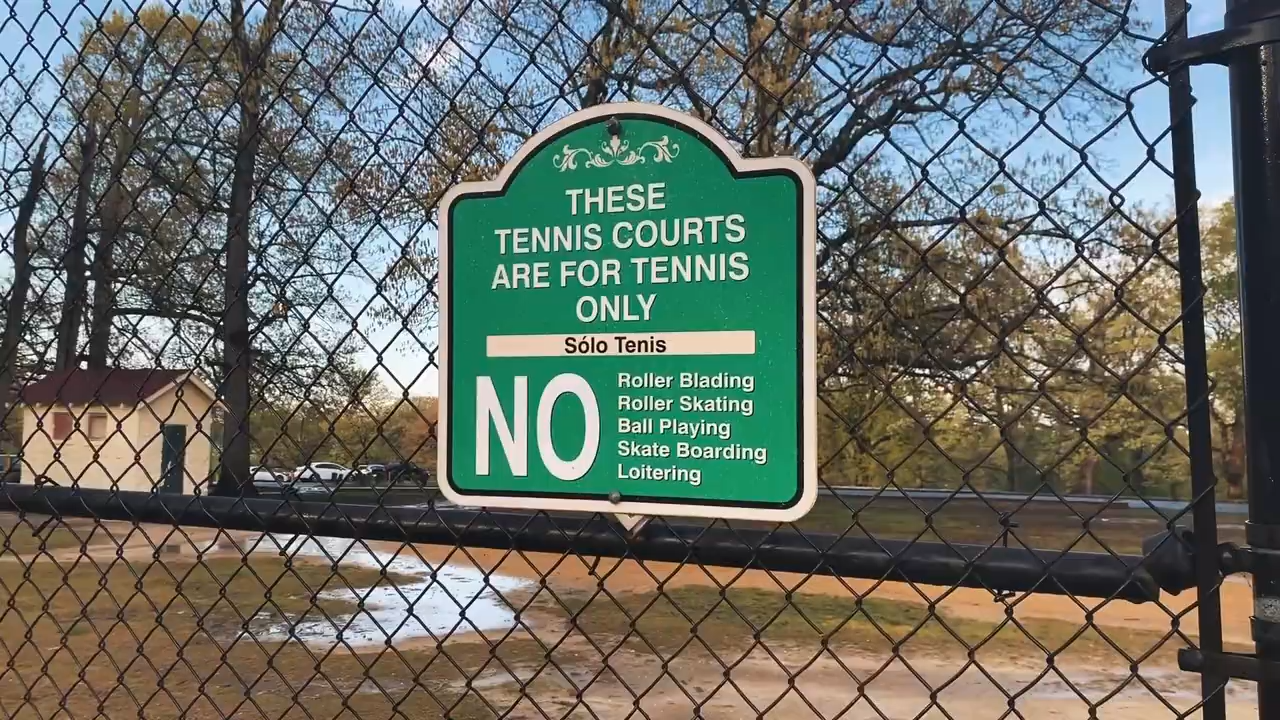 THESE
TENNIS COURTS
ARE FOR TENNIS
ONLY
Sólo Tenis
NO
Roller Blading
Roller Skating
Ball Playing
Skate Boarding
Loitering